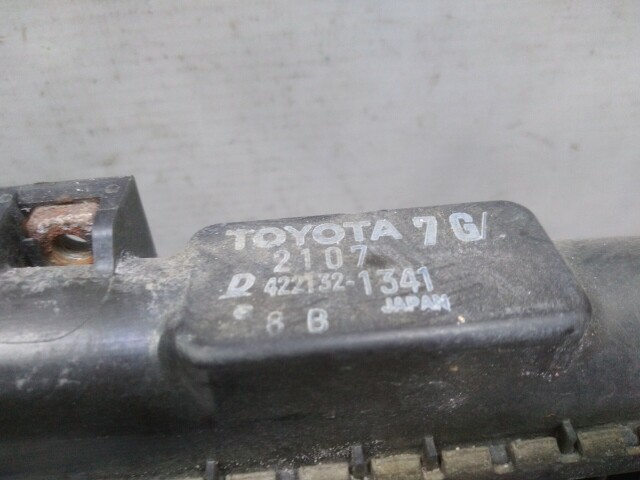 TOYOTA 7G/
2107
D 422132-1341
8 B JAPAN